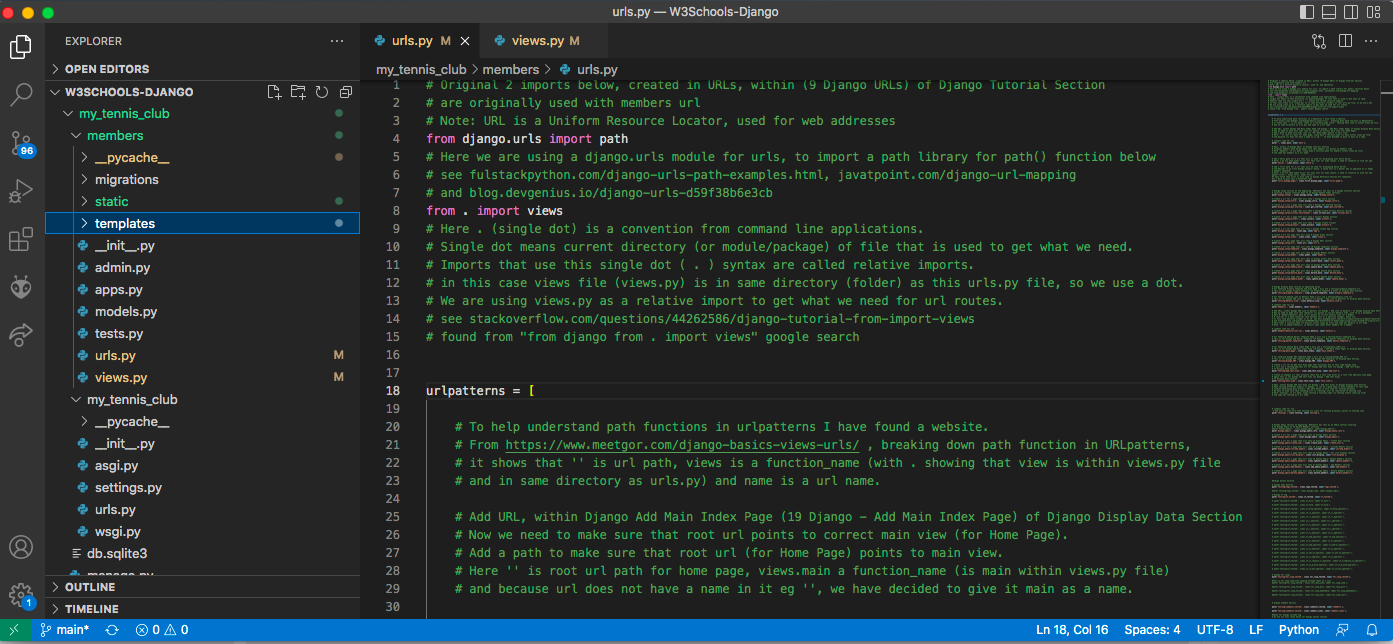 urls.py — W3Schools-Django
EXPLORER
OPEN EDITORS
W3SCHOOLS-DJANGO
my_tennis_club
members
__pycache__
migrations
static
templates
__init__.py
admin.py
apps.py
models.py
tests.py
urls.py M
views.py M
my_tennis_club
__pycache__
__init__.py
asgi.py
settings.py
urls.py
wsgi.py
db.sqlite3
manage.py
OUTLINE
TIMELINE
96
1
urls.py M
views.py M
my_tennis_club > members > urls.py
1 # Original 2 imports below, created in URLs, within (9 Django URLs) of Django Tutorial Section
2 # are originally used with members url
3 # Note: URL is a Uniform Resource Locator, used for web addresses
4 from django.urls import path
5 # Here we are using a django.urls module for urls, to import a path library for path() function below
6 # see fulstackpython.com/django-urls-path-examples.html, javatpoint.com/django-url-mapping
7 # and blog.devgenius.io/django-urls-d59f38b6e3cb
8 from . import views
9 # Here . (single dot) is a convention from command line applications.
10 # Single dot means current directory (or module/package) of file that is used to get what we need.
11 # Imports that use this single dot ( . ) syntax are called relative imports.
12 # in this case views file (views.py) is in same directory (folder) as this urls.py file, so we use a dot.
13 # We are using views.py as a relative import to get what we need for url routes.
14 # see stackoverflow.com/questions/44262586/django-tutorial-from-import-views
15 # found from "from django from . import views" google search
16
17
18 urlpatterns = [
19
20 # To help understand path functions in urlpatterns I have found a website.
21 # From https://www.meetgor.com/django-basics-views-urls/ , breaking down path function in URLpatterns,
22 # it shows that '' is url path, views is a function_name (with . showing that view is within views.py file
23 # and in same directory as urls.py) and name is a url name.
24
25 # Add URL, within Django Add Main Index Page (19 Django - Add Main Index Page) of Django Display Data Section
26 # Now we need to make sure that root url points to correct main view (for Home Page).
27 # Add a path to make sure that root url (for Home Page) points to main view.
28 # Here '' is root url path for home page, views.main a function_name (is main within views.py file)
29 # and because url does not have a name in it eg '', we have decided to give it main as a name.
30
main* 0 0 Ln 18, Col 16 Spaces: 4 UTF-8 LF Python